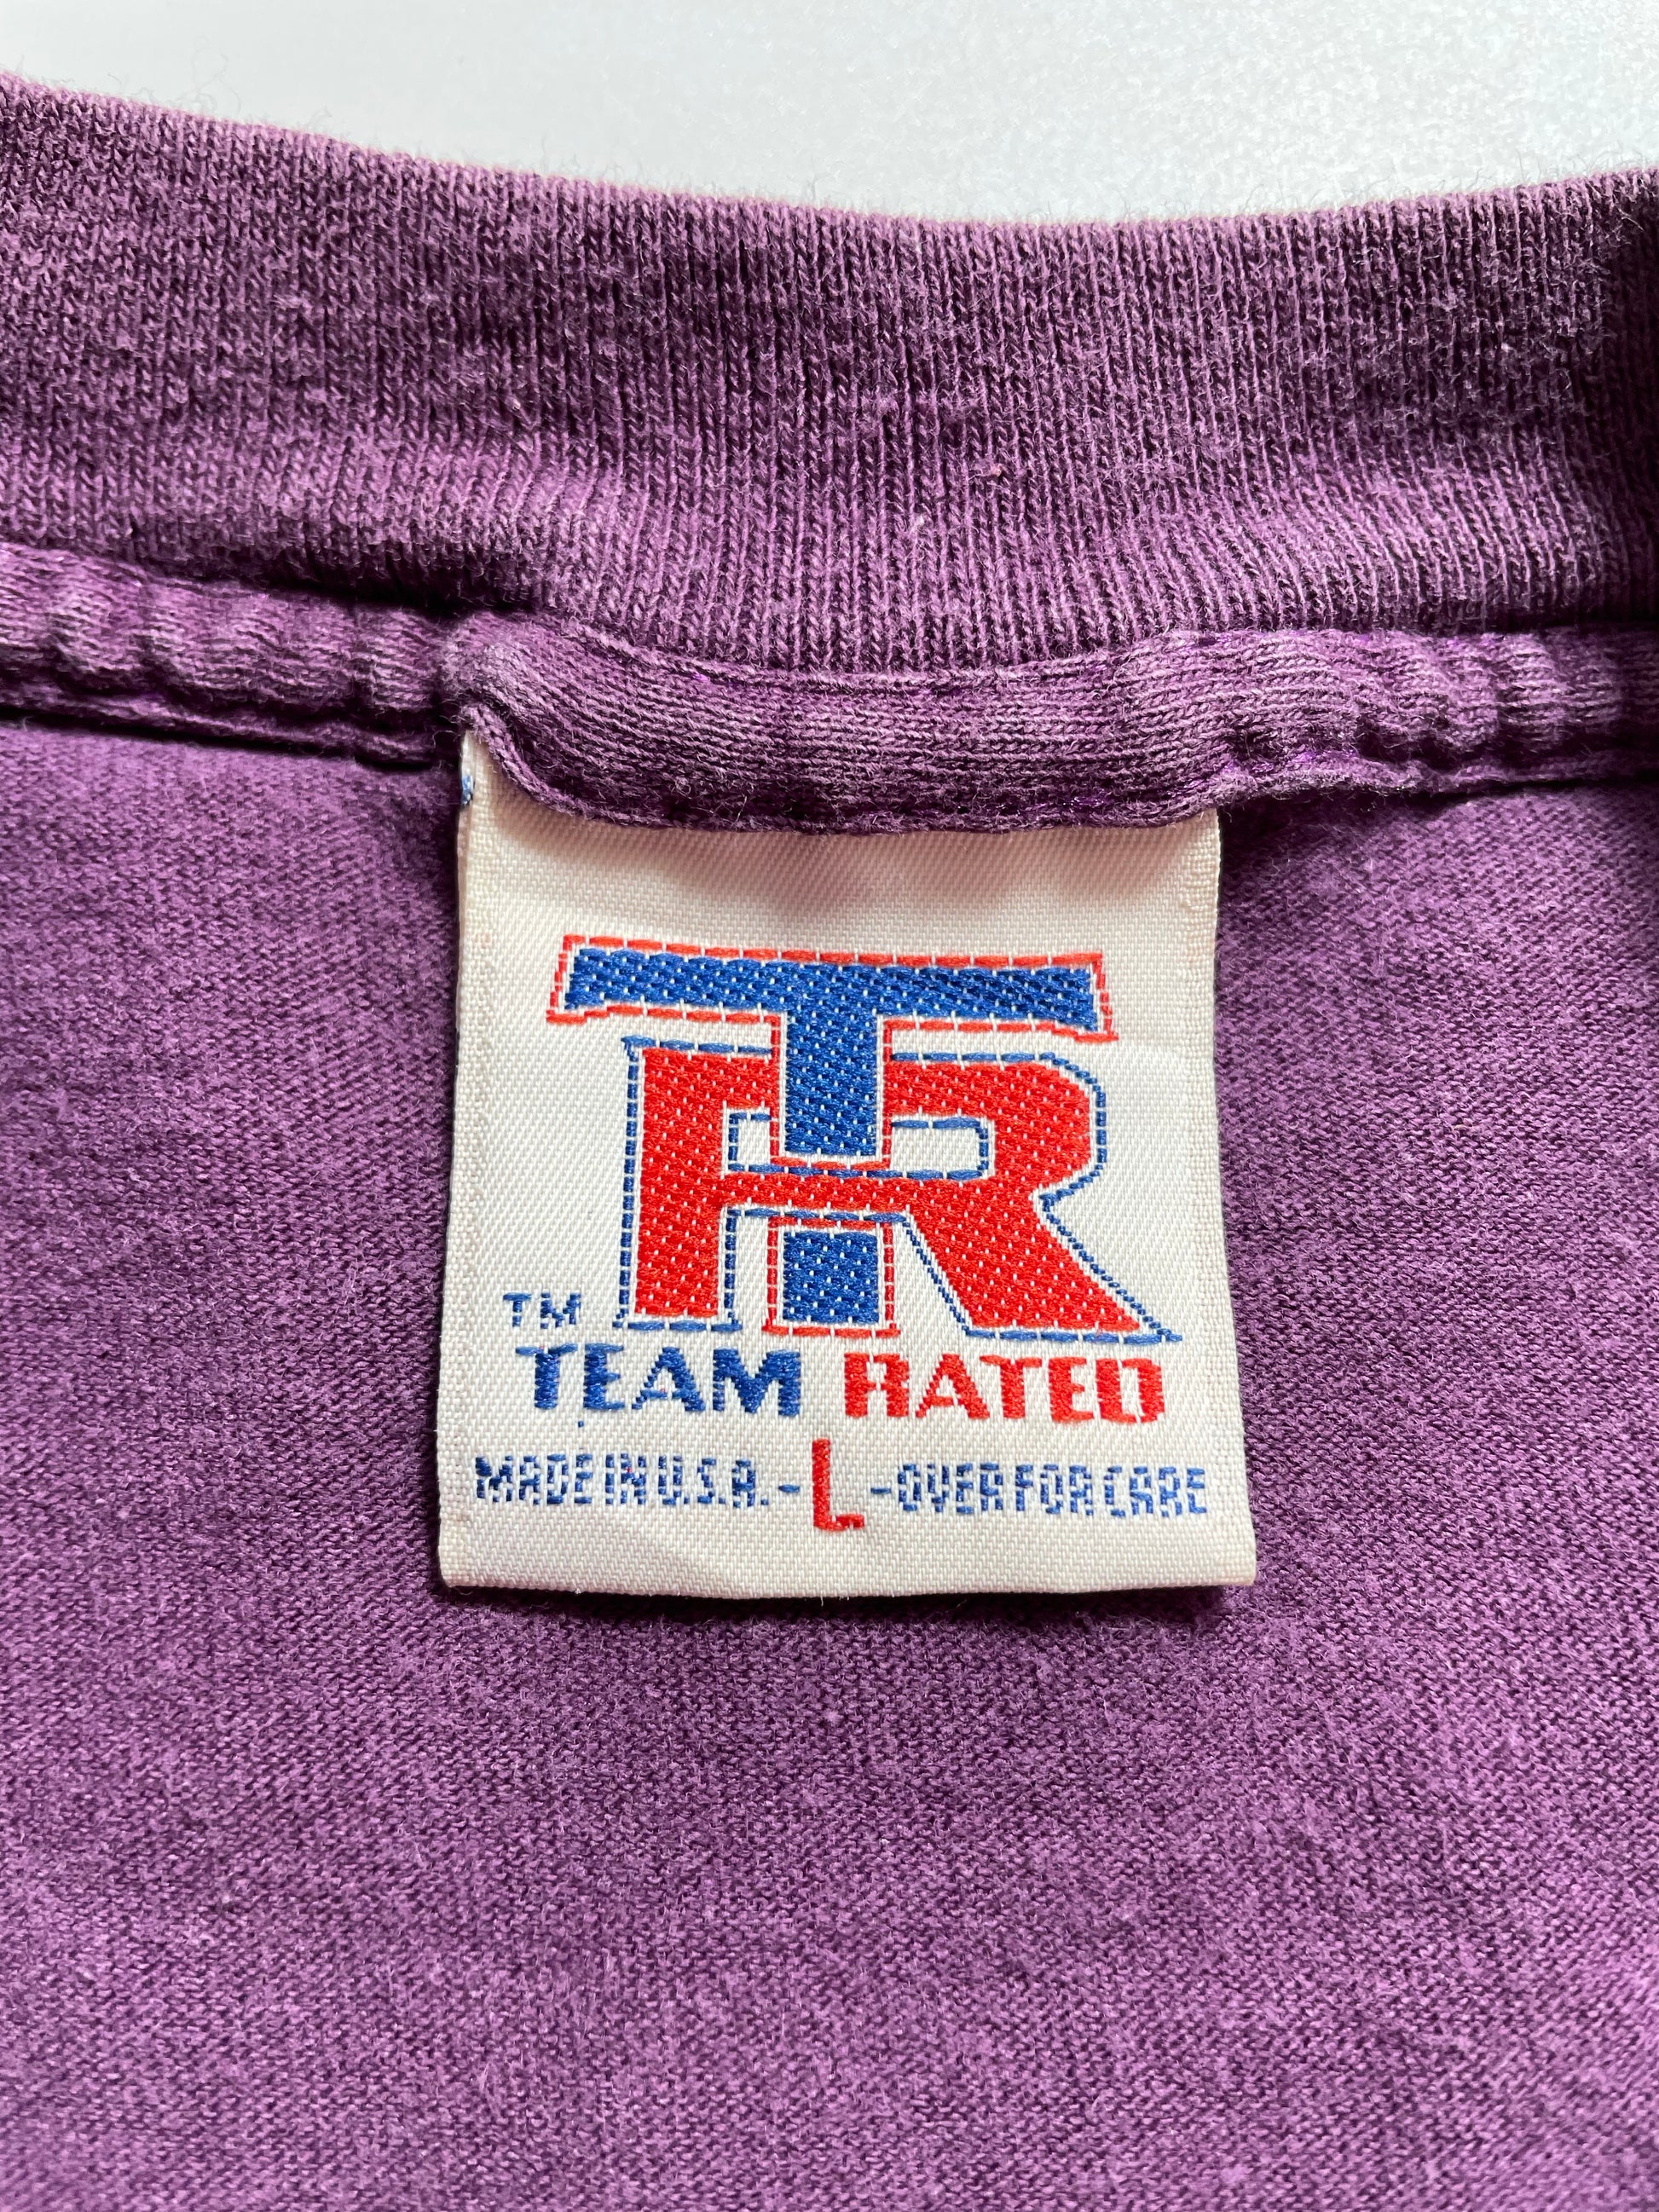 TR
TM
TEAM RATED
MADE IN U.S.A.-L-OVER FOR CARE